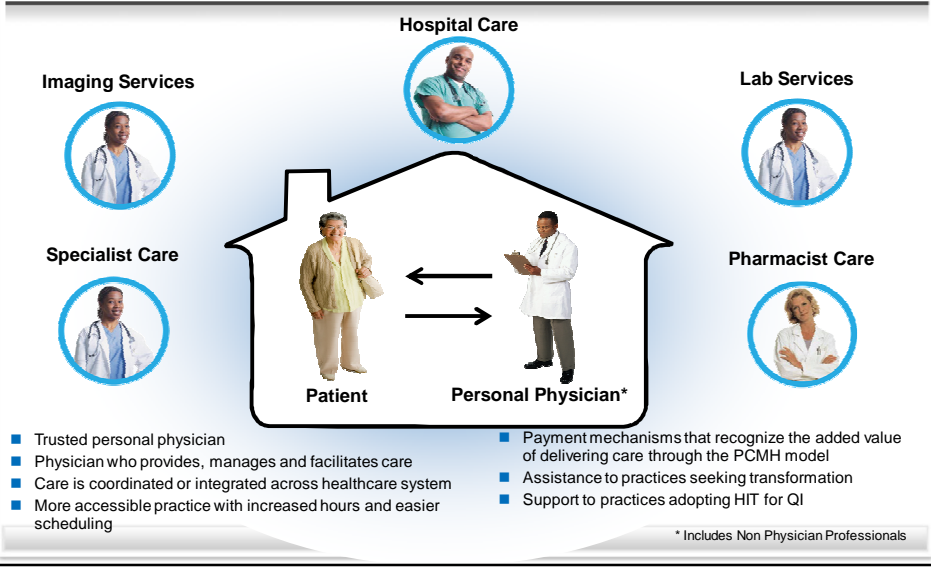 Hospital Care
Imaging Services
Lab Services
Specialist Care
Pharmacist Care
Patient
Personal Physician*
Trusted personal physician
Physician who provides, manages and facilitates care
Care is coordinated or integrated across healthcare system
More accessible practice with increased hours and easier
scheduling
Payment mechanisms that recognize the added value
of delivering care through the PCMH model
Assistance to practices seeking transformation
Support to practices adopting HIT for QI
* Includes Non Physician Professionals